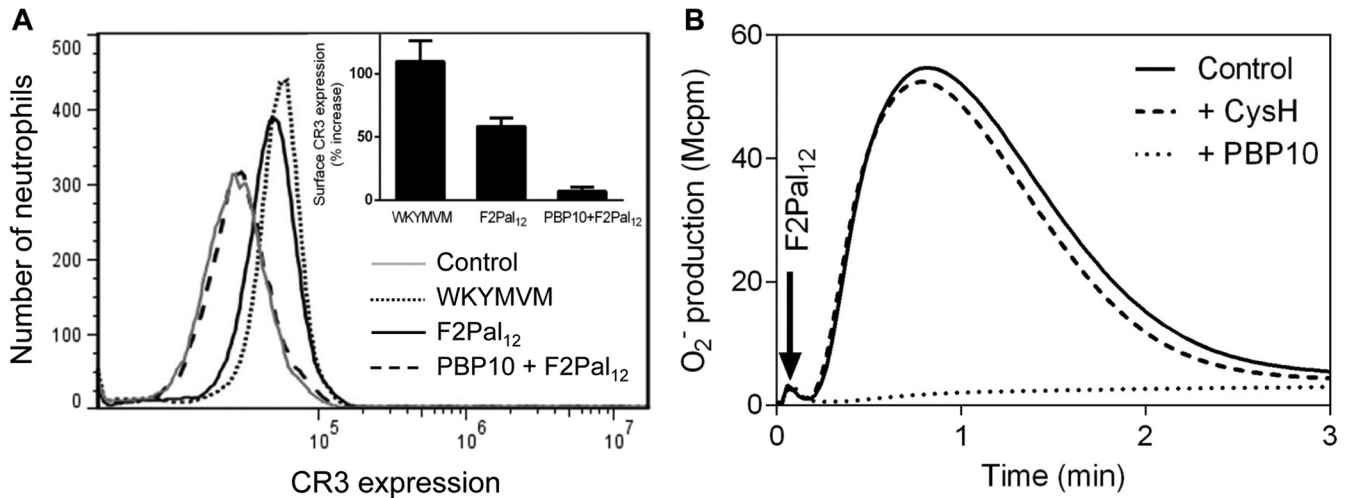 A
500
400
300
200
100
0
Number of neutrophils
10^5
10^6
10^7
CR3 expression
Surface CR3 expression
(% increase)
100
50
0
WKYMVM
F2Pal₁₂
PBP10+F2Pal₁₂
Control
WKYMVM
F2Pal₁₂
PBP10 + F2Pal₁₂
B
60
40
20
0
O₂⁻ production (Mcpm)
F2Pal₁₂
Control
+ CysH
+ PBP10
0
1
2
3
Time (min)